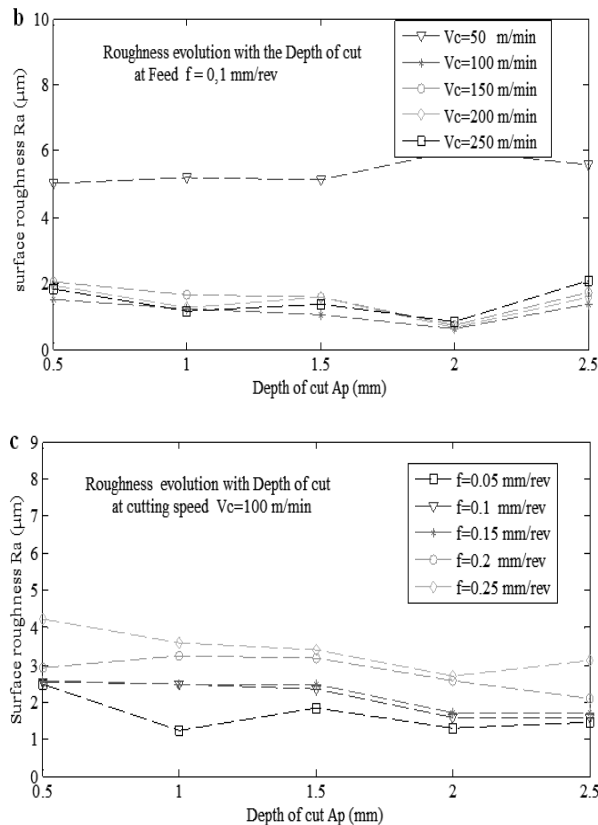 b
Roughness evolution with the Depth of cut
at Feed f = 0,1 mm/rev
Vc=50 m/min
Vc=100 m/min
Vc=150 m/min
Vc=200 m/min
Vc=250 m/min
surface roughness Ra (μm)
10
8
6
4
2
0
0.5
1
1.5
2
2.5
Depth of cut Ap (mm)
c
Roughness evolution with Depth of cut
at cutting speed Vc=100 m/min
f=0.05 mm/rev
f=0.1 mm/rev
f=0.15 mm/rev
f=0.2 mm/rev
f=0.25 mm/rev
Surface roughness Ra (μm)
9
8
7
6
5
4
3
2
1
0
0.5
1
1.5
2
2.5
Depth of cut Ap (mm)